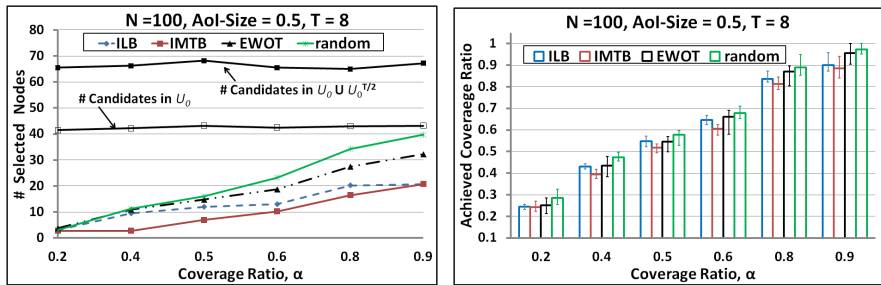 N =100, AoI-Size = 0.5, T = 8
80
70
60
50
40
30
20
10
0
# Selected Nodes
ILB
IMTB
EWOT
random
# Candidates in U0 U U0^T/2
# Candidates in U0
0.2
0.4
0.5
0.6
0.8
0.9
Coverage Ratio, α
N =100, AoI-Size = 0.5, T = 8
1
0.9
0.8
0.7
0.6
0.5
0.4
0.3
0.2
0.1
Achieved Coveraege Ratio
ILB
IMTB
EWOT
random
0.2
0.4
0.5
0.6
0.8
0.9
Coverage Ratio, α